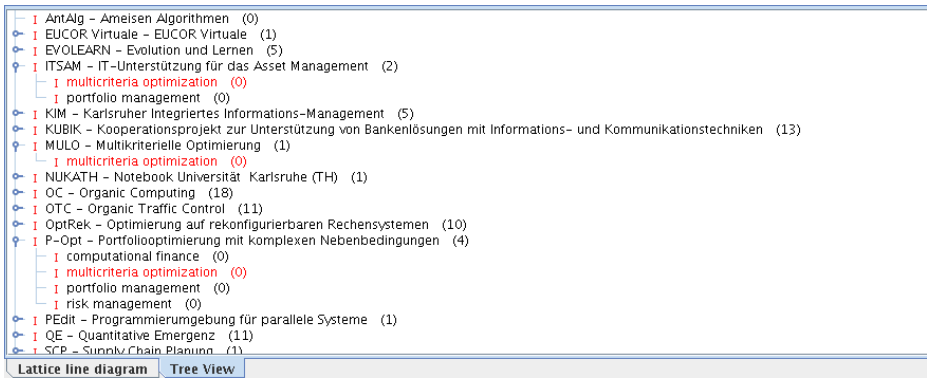 I AntAlg – Ameisen Algorithmen (0)
I EUCOR Virtuale – EUCOR Virtuale (1)
I EVOLEARN – Evolution und Lernen (5)
I ITSAM – IT-Unterstützung für das Asset Management (2)
I multicriteria optimization (0)
I portfolio management (0)
I KIM – Karlsruher Integriertes Informations-Management (5)
I KUBIK – Kooperationsprojekt zur Unterstützung von Bankenlösungen mit Informations- und Kommunikationstechniken (13)
I MULO – Multikriterielle Optimierung (1)
I multicriteria optimization (0)
I NUKATH – Notebook Universität Karlsruhe (TH) (1)
I OC – Organic Computing (18)
I OTC – Organic Traffic Control (11)
I OptRek – Optimierung auf rekonfigurierbaren Rechensystemen (10)
I P-Opt – Portfoliooptimierung mit komplexen Nebenbedingungen (4)
I computational finance (0)
I multicriteria optimization (0)
I portfolio management (0)
I risk management (0)
I PEdit – Programmierumgebung für parallele Systeme (1)
I QE – Quantitative Emergenz (11)
I SCP – Supply Chain Planung (1)
Lattice line diagram Tree View